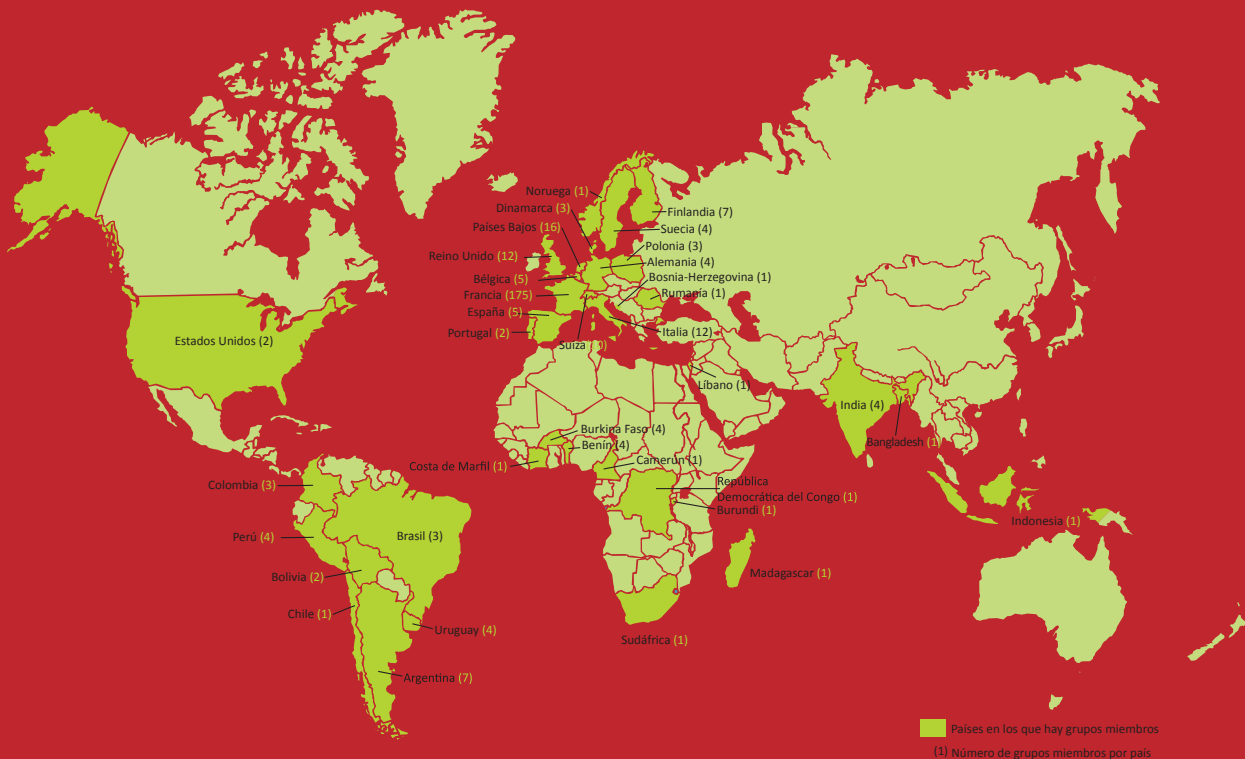 Noruega (1)
Dinamarca (3)
Países Bajos (16)
Reino Unido (12)
Bélgica (5)
Francia (175)
España (5)
Portugal (2)
Suiza
Finlandia (7)
Suecia (4)
Polonia (3)
Alemania (4)
Bosnia-Herzegovina (1)
Rumanía (1)
Italia (12)
Estados Unidos (2)
Líbano (1)
India (4)
Bangladesh (1)
Burkina Faso (4)
Benín (4)
Costa de Marfil (1)
Camerún (1)
República
Democrática del Congo (1)
Burundi (1)
Colombia (3)
Perú (4)
Brasil (3)
Bolivia (2)
Chile (1)
Uruguay (4)
Argentina (7)
Indonesia (1)
Madagascar (1)
Sudáfrica (1)
Países en los que hay grupos miembros
(1) Número de grupos miembros por país